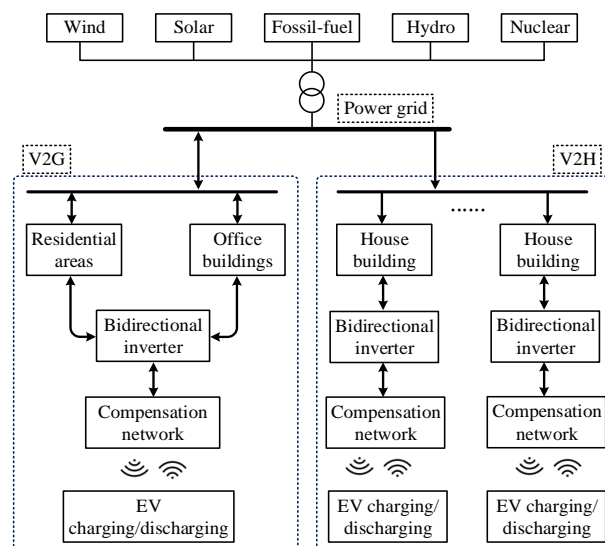 Wind
Solar
Fossil-fuel
Hydro
Nuclear
Power grid
V2G
V2H
Residential
areas
Office
buildings
Bidirectional
inverter
Compensation
network
EV
charging/discharging
......
House
building
House
building
Bidirectional
inverter
Bidirectional
inverter
Compensation
network
Compensation
network
EV charging/
discharging
EV charging/
discharging